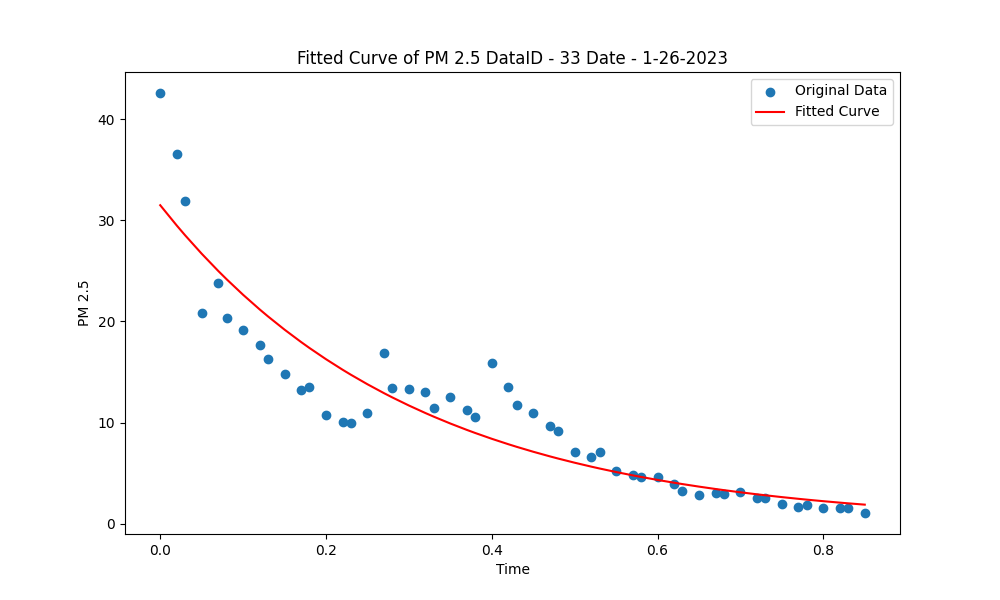 Fitted Curve of PM 2.5 DataID - 33 Date - 1-26-2023
Original Data
Fitted Curve
PM 2.5
40
30
20
10
0
0.0 0.2 0.4 0.6 0.8
Time